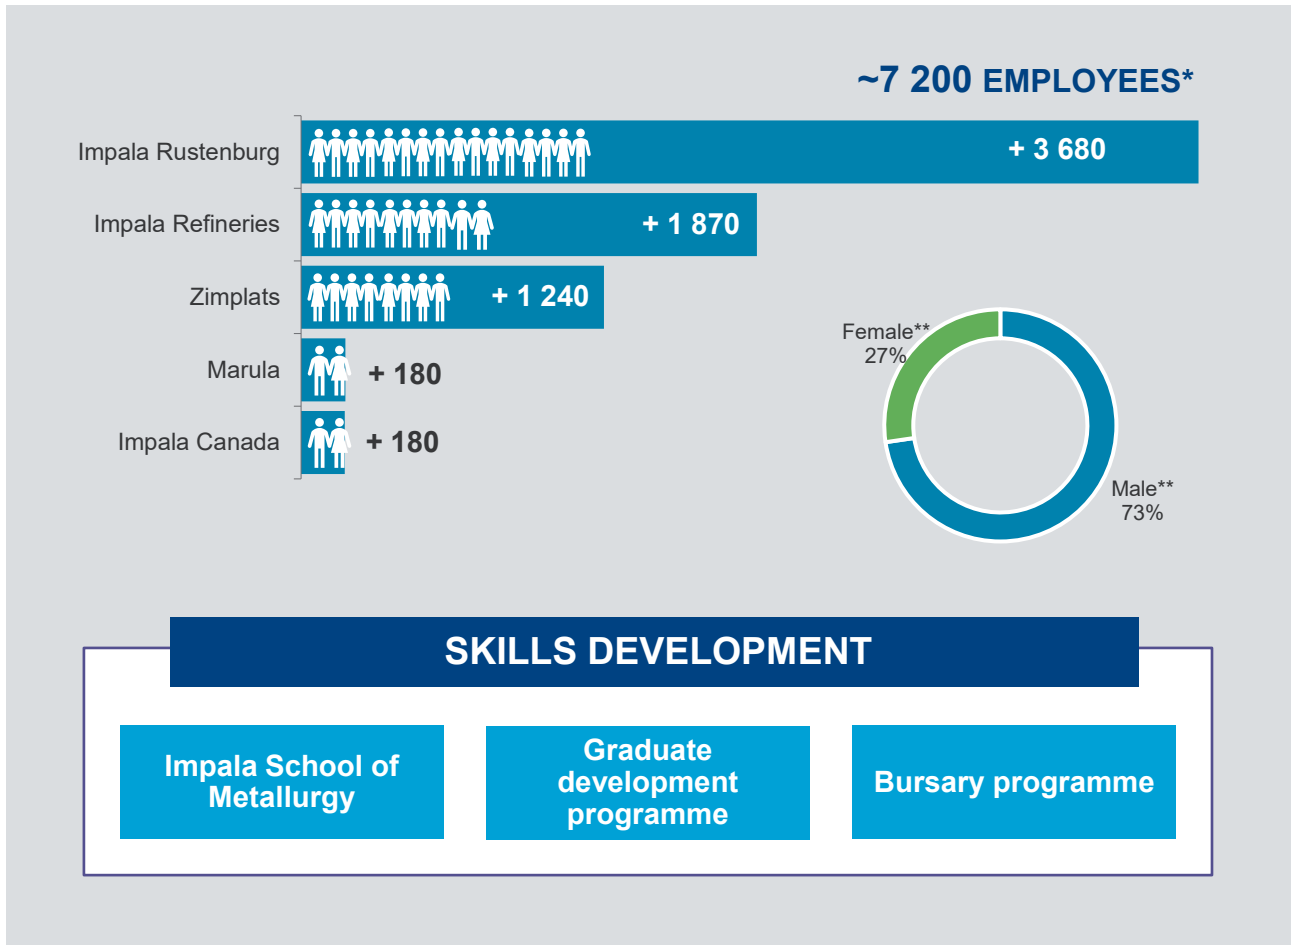 ~7 200 EMPLOYEES*
Impala Rustenburg
+ 3 680
Impala Refineries
+ 1 870
Zimplats
+ 1 240
Marula
+ 180
Impala Canada
+ 180
Female**
27%
Male**
73%
SKILLS DEVELOPMENT
Impala School of
Metallurgy
Graduate
development
programme
Bursary programme